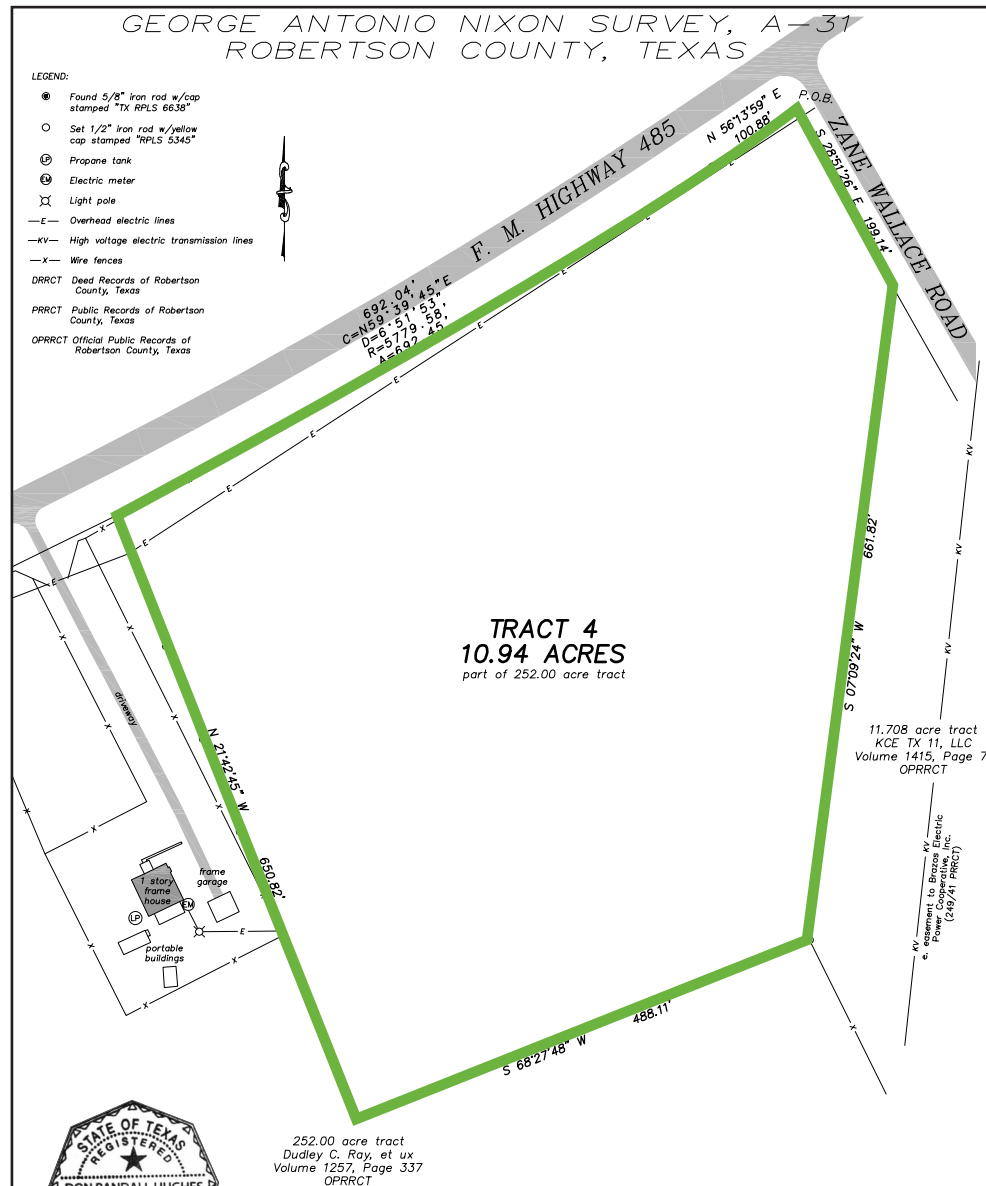 GEORGE ANTONIO NIXON SURVEY, A-31
ROBERTSON COUNTY, TEXAS
LEGEND:
Found 5/8" iron rod w/cap
stamped "TX RPLS 6638"
Set 1/2" iron rod w/yellow
cap stamped "RPLS 5345"
LP Propane tank
EM Electric meter
Light pole
—E— Overhead electric lines
—KV— High voltage electric transmission lines
—X— Wire fences
DRRCT Deed Records of Robertson
County, Texas
PRRCT Public Records of Robertson
County, Texas
OPRRCT Official Public Records of
Robertson County, Texas
P.O.B.
N 56°13'59" E
100.88'
F. M. HIGHWAY 485
ZANE WALLACE ROAD
S 28°51'26" E 199.14'
692.04'
C=N59°39'45"E
D=6°51'53"
R=5779.58'
A=692.45'
661.82'
S 07°09'24" W
TRACT 4
10.94 ACRES
part of 252.00 acre tract
driveway
N 21°42'45" W
650.82'
11.708 acre tract
KCE TX 11, LLC
Volume 1415, Page 7
OPRRCT
e. easement to Brazos Electric
Power Cooperative, Inc.
(249/41 PRRCT)
1 story
frame
house
frame
garage
LP
EM
portable
buildings
488.11'
S 68°27'48" W
252.00 acre tract
Dudley C. Ray, et ux
Volume 1257, Page 337
OPRRCT
STATE OF TEXAS
REGISTERED
DON RANDALL HUGHES